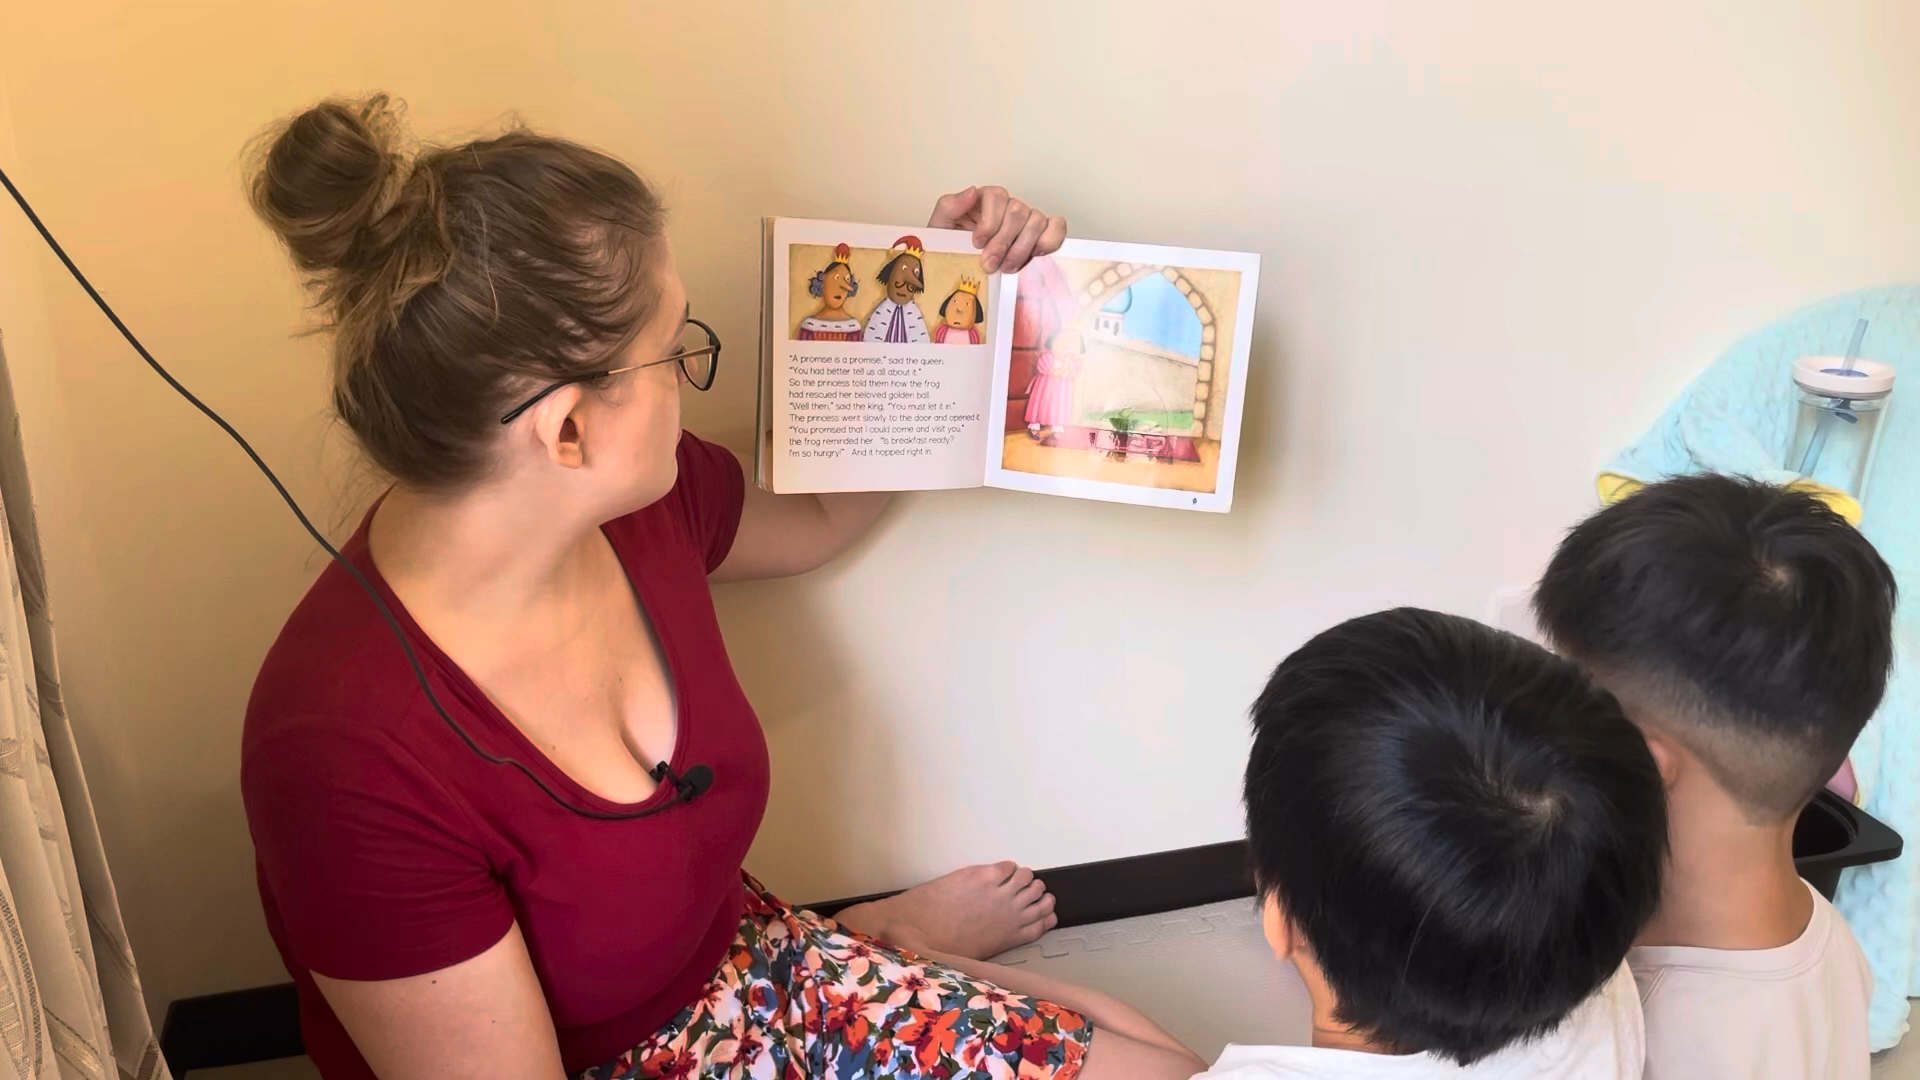 "A promise is a promise," said the queen.
"You had better tell us all about it."
So the princess told them how the frog
had rescued her beloved golden ball.
"Well then," said the king, "You must let it in."
The princess went slowly to the door and opened it.
"You promised that I could come and visit you,"
the frog reminded her. "Is breakfast ready?
I'm so hungry!" And it hopped right in.